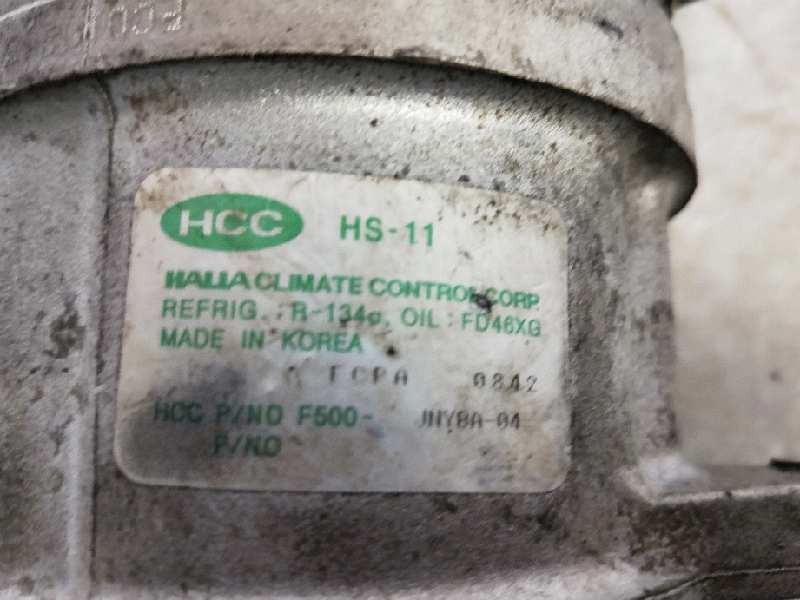 HCC HS-11
HALLA CLIMATE CONTROL CORP.
REFRIG.: R-134a, OIL: FD46XG
MADE IN KOREA
0842
HCC P/NO F500- JNYBA-04
P/NO